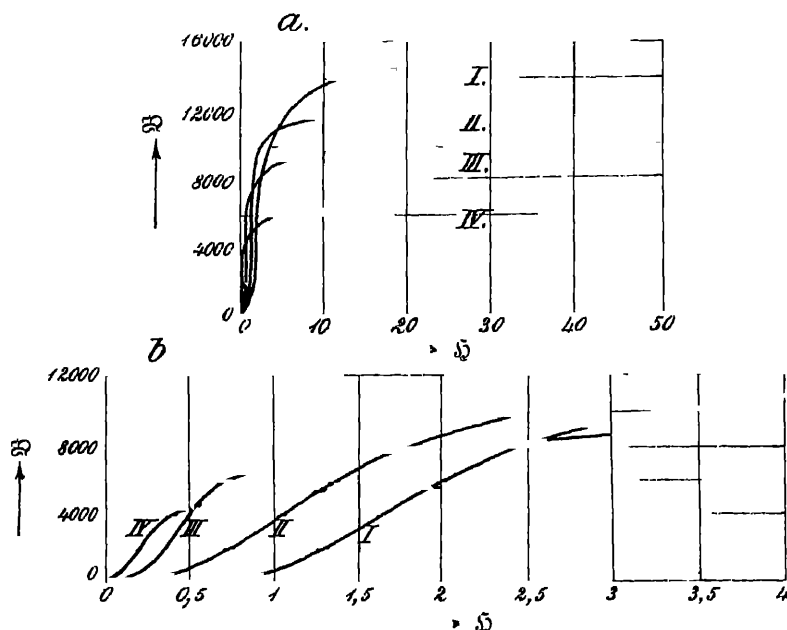 a.
16000
12000
8000
4000
0
𝔅
I.
II.
III.
IV.
0 10 20 30 40 50
ℌ
b
12000
8000
4000
0
𝔅
IV III II I
0 0,5 1 1,5 2 2,5 3 3,5 4
ℌ